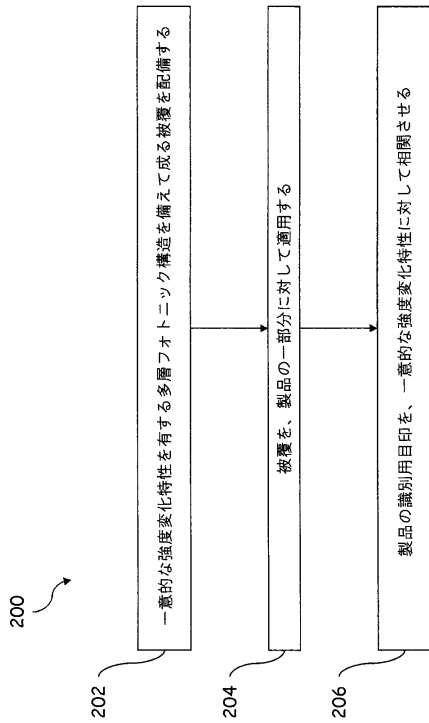 200
202
一意的な強度変化特性を有する多層フォトニック構造を備えて成る被覆を配備する
204
被覆を、製品の一部分に対して適用する
206
製品の識別用目印を、一意的な強度変化特性に対して相関させる